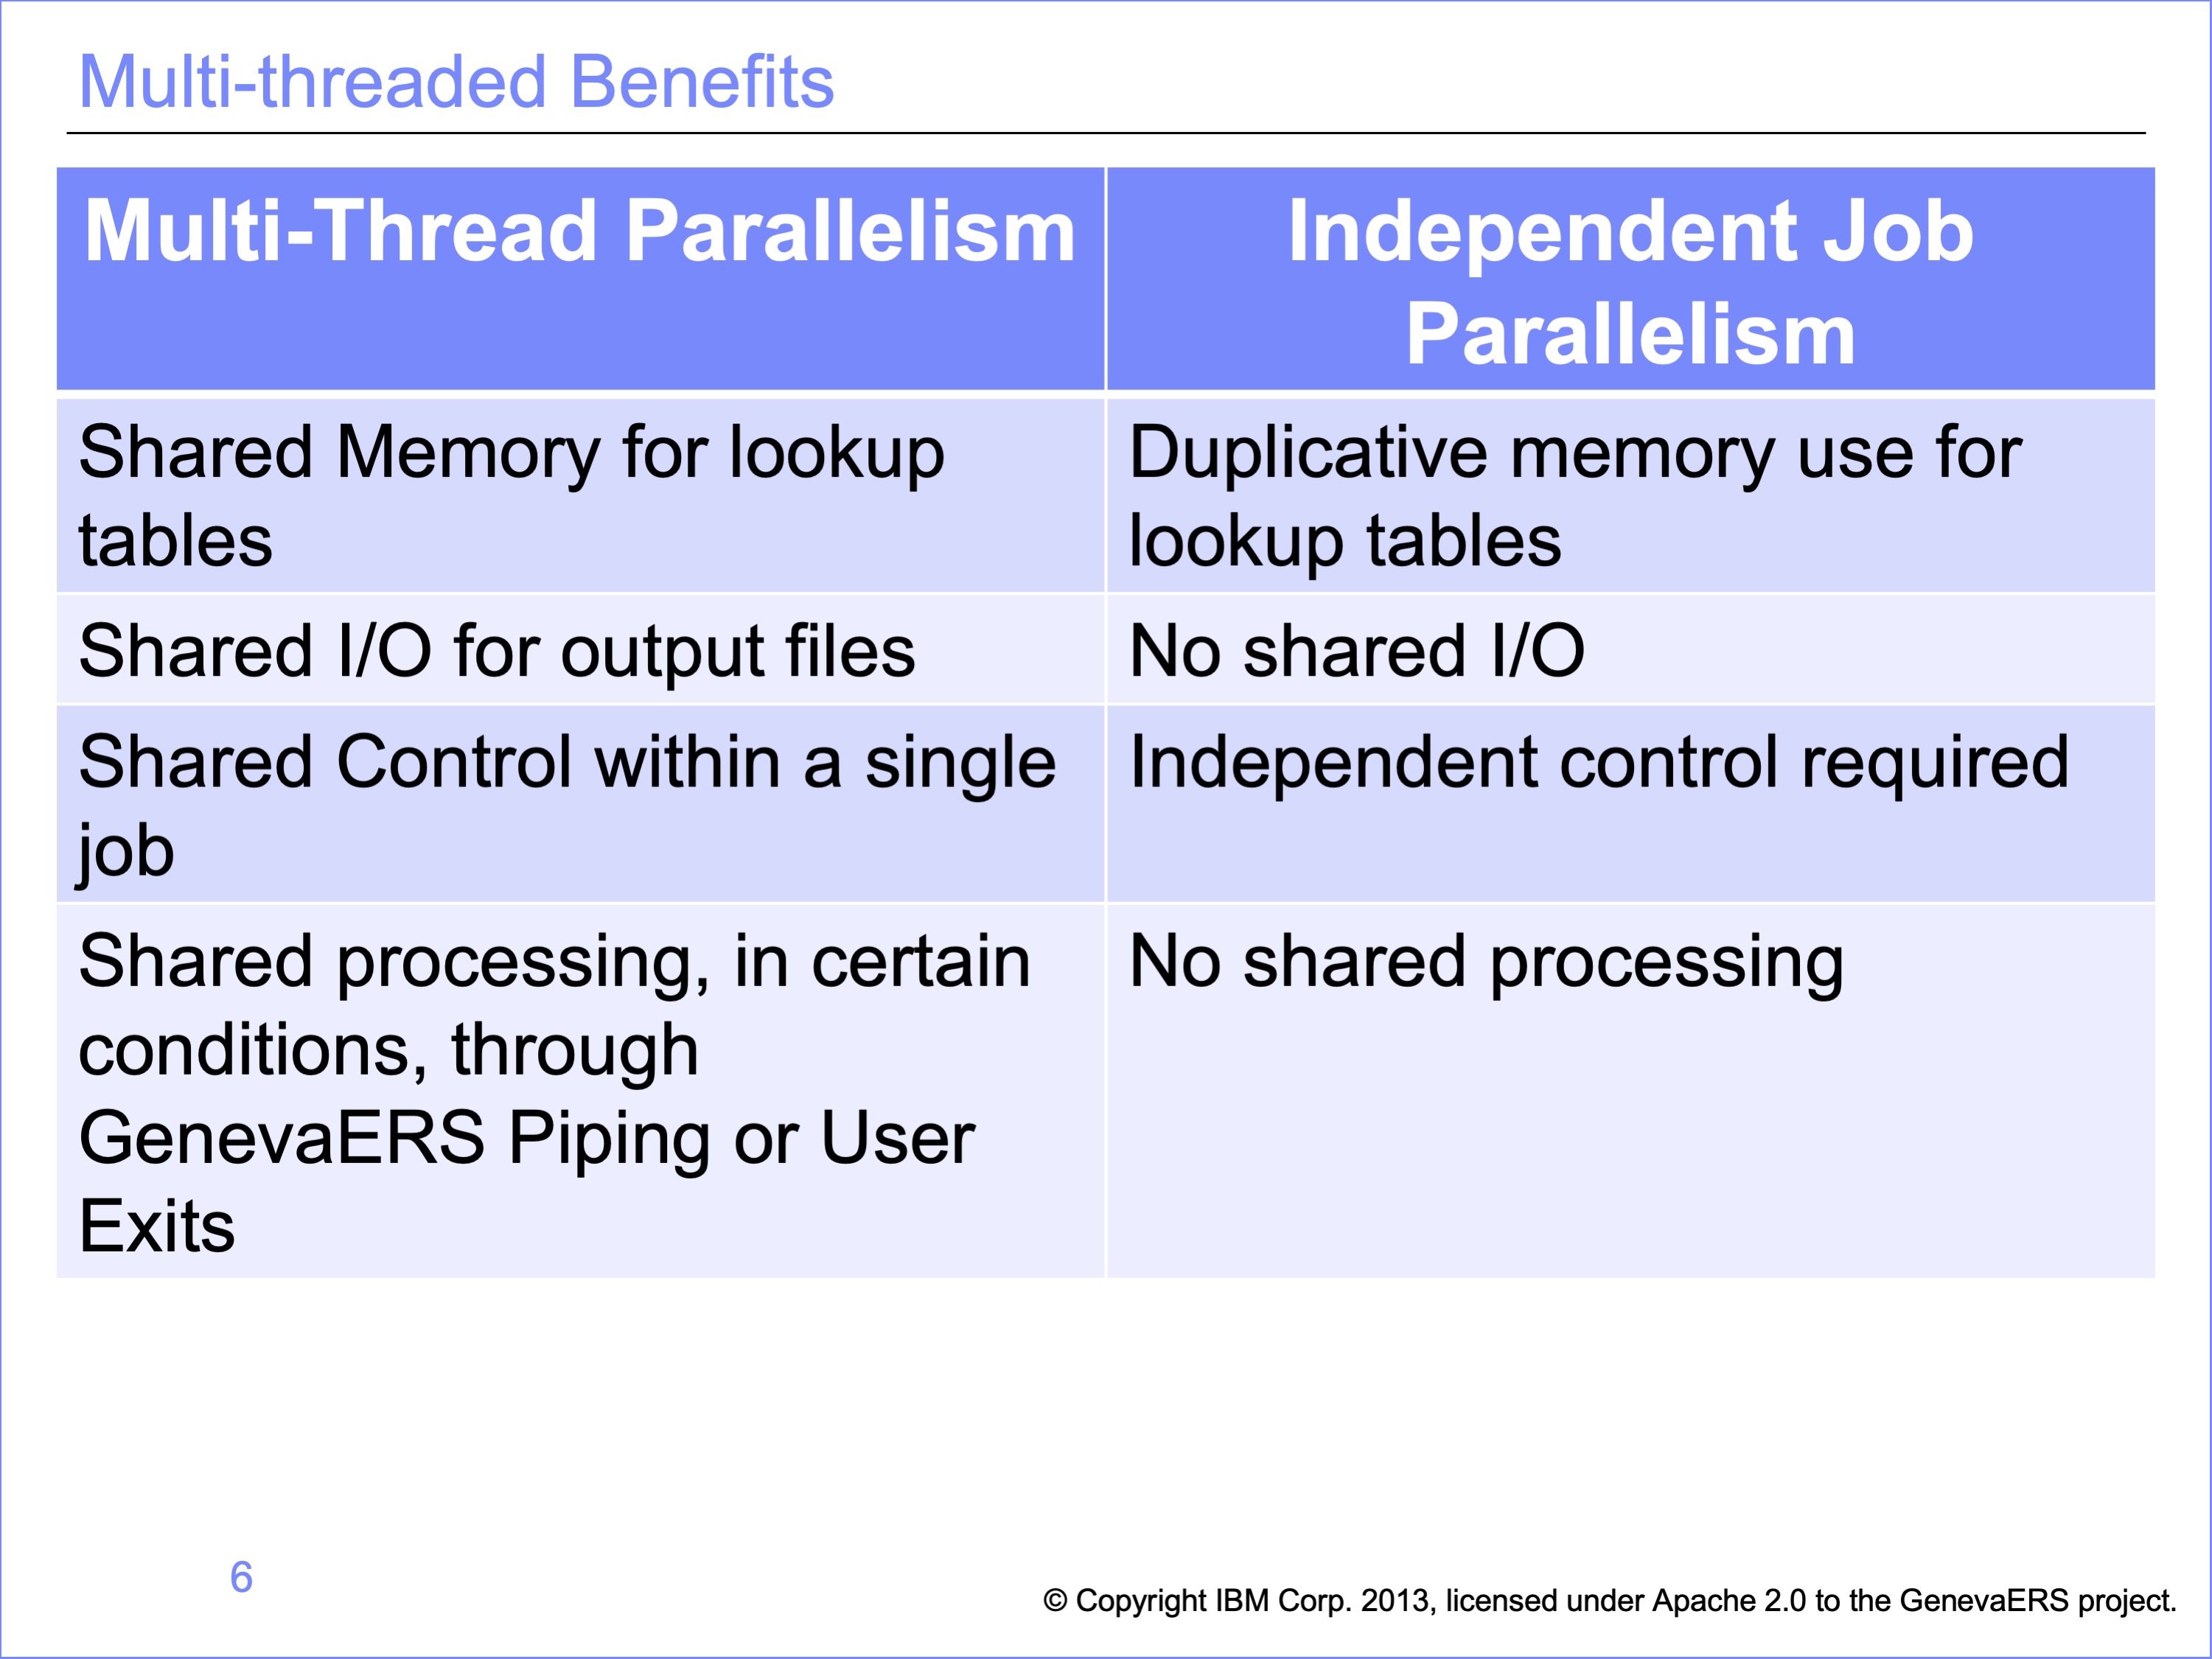 Multi-threaded Benefits
Multi-Thread Parallelism
Independent Job
Parallelism
Shared Memory for lookup
tables
Duplicative memory use for
lookup tables
Shared I/O for output files
No shared I/O
Shared Control within a single
job
Independent control required
Shared processing, in certain
conditions, through
GenevaERS Piping or User
Exits
No shared processing
6
© Copyright IBM Corp. 2013, licensed under Apache 2.0 to the GenevaERS project.